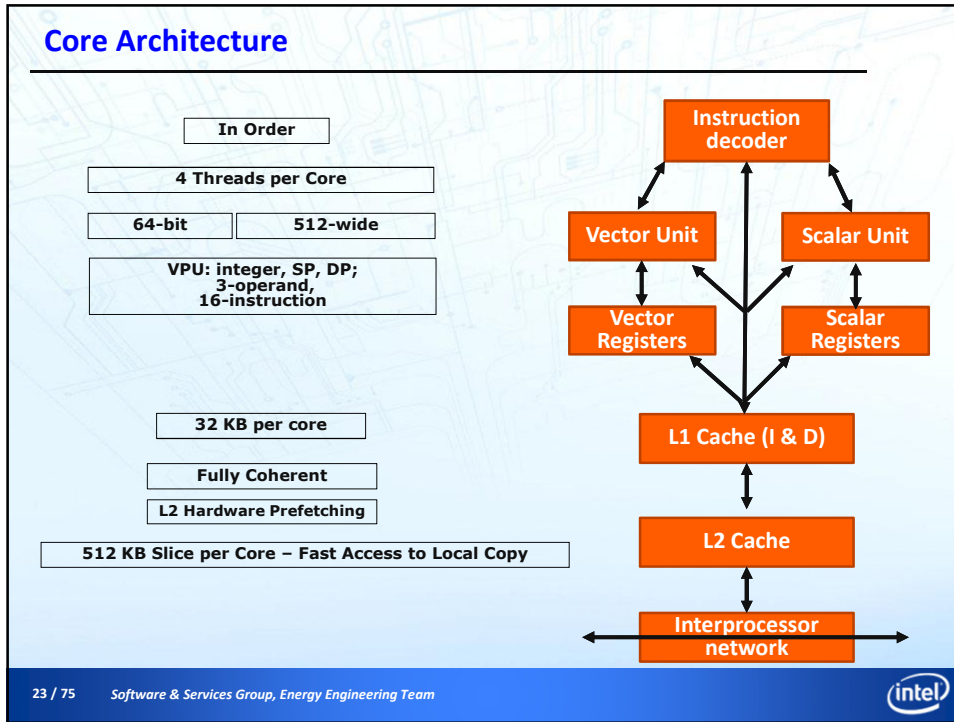 Core Architecture
In Order
4 Threads per Core
64-bit
512-wide
VPU: integer, SP, DP;
3-operand,
16-instruction
32 KB per core
Fully Coherent
L2 Hardware Prefetching
512 KB Slice per Core – Fast Access to Local Copy
Instruction
decoder
Vector Unit
Scalar Unit
Vector
Registers
Scalar
Registers
L1 Cache (I & D)
L2 Cache
Interprocessor
network
23 / 75
Software & Services Group, Energy Engineering Team
intel